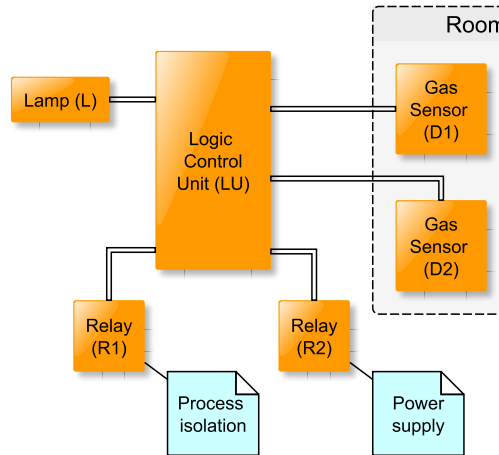 Room
Lamp (L)
Logic
Control
Unit (LU)
Gas
Sensor
(D1)
Gas
Sensor
(D2)
Relay
(R1)
Relay
(R2)
Process
isolation
Power
supply